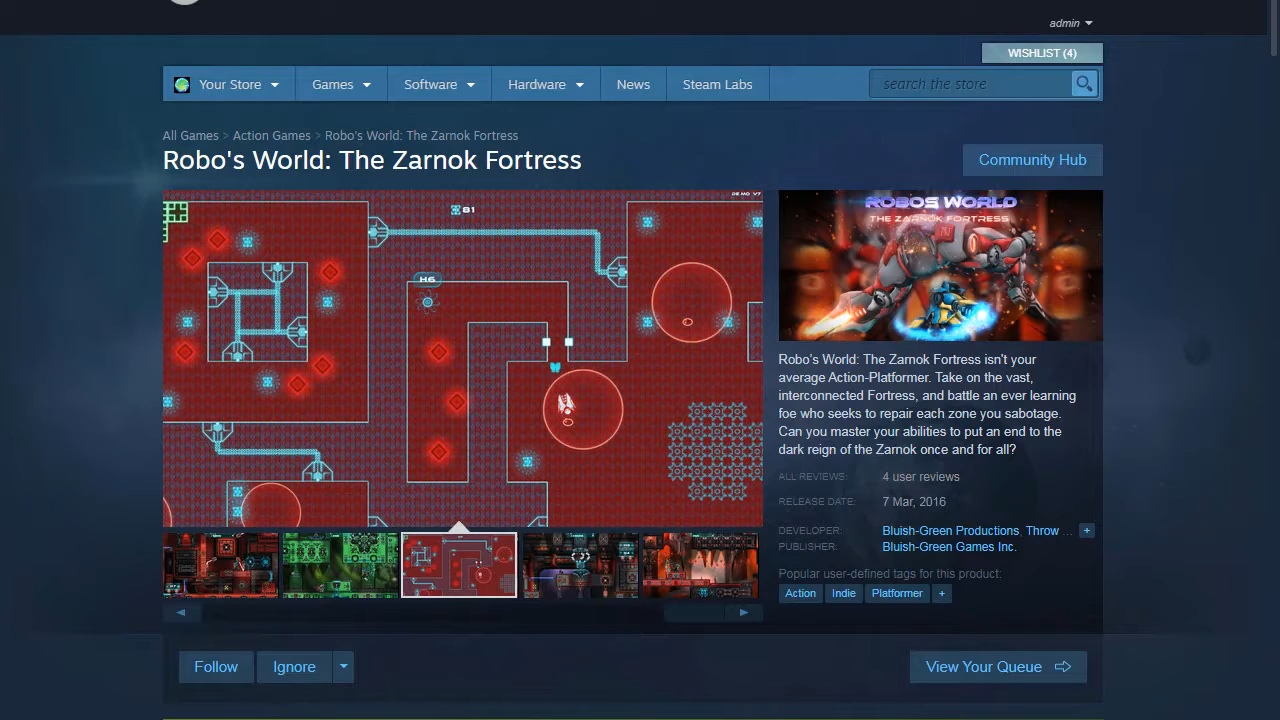 admin
WISHLIST (4)
Your Store
Games
Software
Hardware
News
Steam Labs
search the store
All Games > Action Games > Robo's World: The Zarnok Fortress
Robo's World: The Zarnok Fortress
Community Hub
DEMO V7
81
H6
ROBOS WORLD
THE ZARNOK FORTRESS
Robo's World: The Zarnok Fortress isn't your
average Action-Platformer. Take on the vast,
interconnected Fortress, and battle an ever learning
foe who seeks to repair each zone you sabotage.
Can you master your abilities to put an end to the
dark reign of the Zarnok once and for all?
ALL REVIEWS: 4 user reviews
RELEASE DATE: 7 Mar, 2016
DEVELOPER: Bluish-Green Productions, Throw ... +
PUBLISHER: Bluish-Green Games Inc.
Popular user-defined tags for this product:
Action Indie Platformer +
Follow
Ignore
View Your Queue